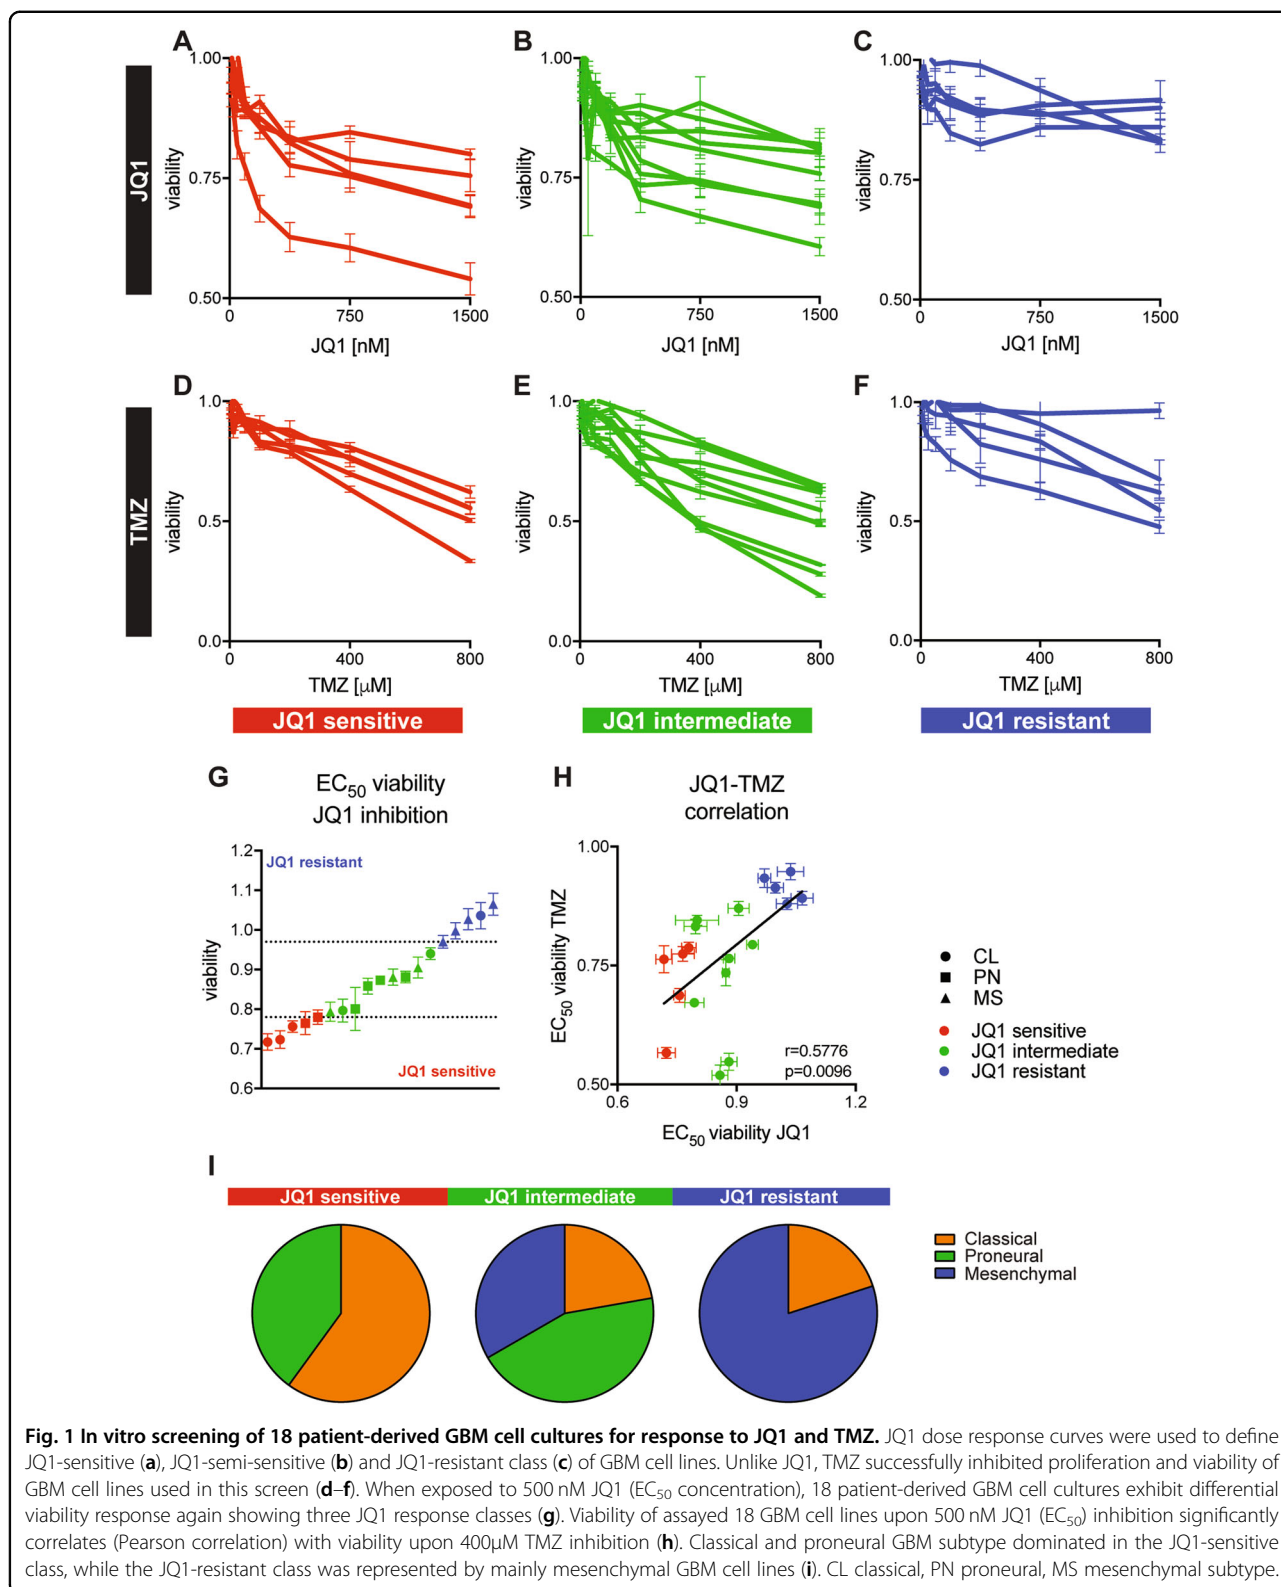 A
B
C
JQ1
viability
1.00
0.75
0.50
0
750
1500
JQ1 [nM]
viability
1.00
0.75
0.50
0
750
1500
JQ1 [nM]
viability
1.00
0.75
0.50
0
750
1500
JQ1 [nM]
D
E
F
TMZ
viability
1.0
0.5
0.0
0
400
800
TMZ [μM]
viability
1.0
0.5
0.0
0
400
800
TMZ [μM]
viability
1.0
0.5
0.0
0
400
800
TMZ [μM]
JQ1 sensitive
JQ1 intermediate
JQ1 resistant
G
EC50 viability
JQ1 inhibition
viability
1.2
1.1
1.0
0.9
0.8
0.7
0.6
JQ1 resistant
JQ1 sensitive
H
JQ1-TMZ
correlation
EC50 viability TMZ
1.00
0.75
0.50
0.6
0.9
1.2
r=0.5776
p=0.0096
EC50 viability JQ1
CL
PN
MS
JQ1 sensitive
JQ1 intermediate
JQ1 resistant
I
JQ1 sensitive
JQ1 intermediate
JQ1 resistant
Classical
Proneural
Mesenchymal
Fig. 1 In vitro screening of 18 patient-derived GBM cell cultures for response to JQ1 and TMZ. JQ1 dose response curves were used to define
JQ1-sensitive (a), JQ1-semi-sensitive (b) and JQ1-resistant class (c) of GBM cell lines. Unlike JQ1, TMZ successfully inhibited proliferation and viability of
GBM cell lines used in this screen (d–f). When exposed to 500 nM JQ1 (EC50 concentration), 18 patient-derived GBM cell cultures exhibit differential
viability response again showing three JQ1 response classes (g). Viability of assayed 18 GBM cell lines upon 500 nM JQ1 (EC50) inhibition significantly
correlates (Pearson correlation) with viability upon 400μM TMZ inhibition (h). Classical and proneural GBM subtype dominated in the JQ1-sensitive
class, while the JQ1-resistant class was represented by mainly mesenchymal GBM cell lines (i). CL classical, PN proneural, MS mesenchymal subtype.